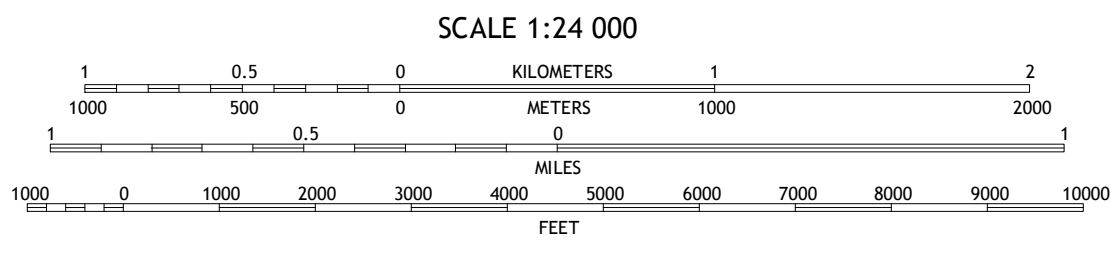 SCALE 1:24 000
1 0.5 0 KILOMETERS 1 2
1000 500 0 METERS 1000 2000
1 0.5 0 1
MILES
1000 0 1000 2000 3000 4000 5000 6000 7000 8000 9000 10000
FEET